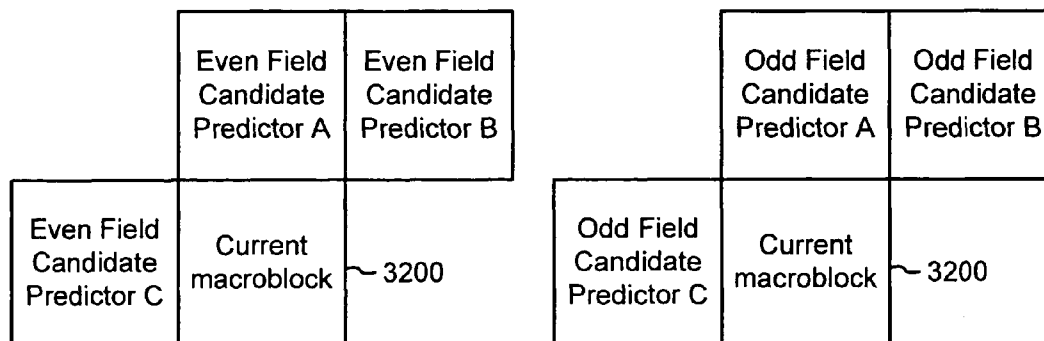 Even Field
Candidate
Predictor A
Even Field
Candidate
Predictor B
Even Field
Candidate
Predictor C
Current
macroblock
3200
Odd Field
Candidate
Predictor A
Odd Field
Candidate
Predictor B
Odd Field
Candidate
Predictor C
Current
macroblock
3200